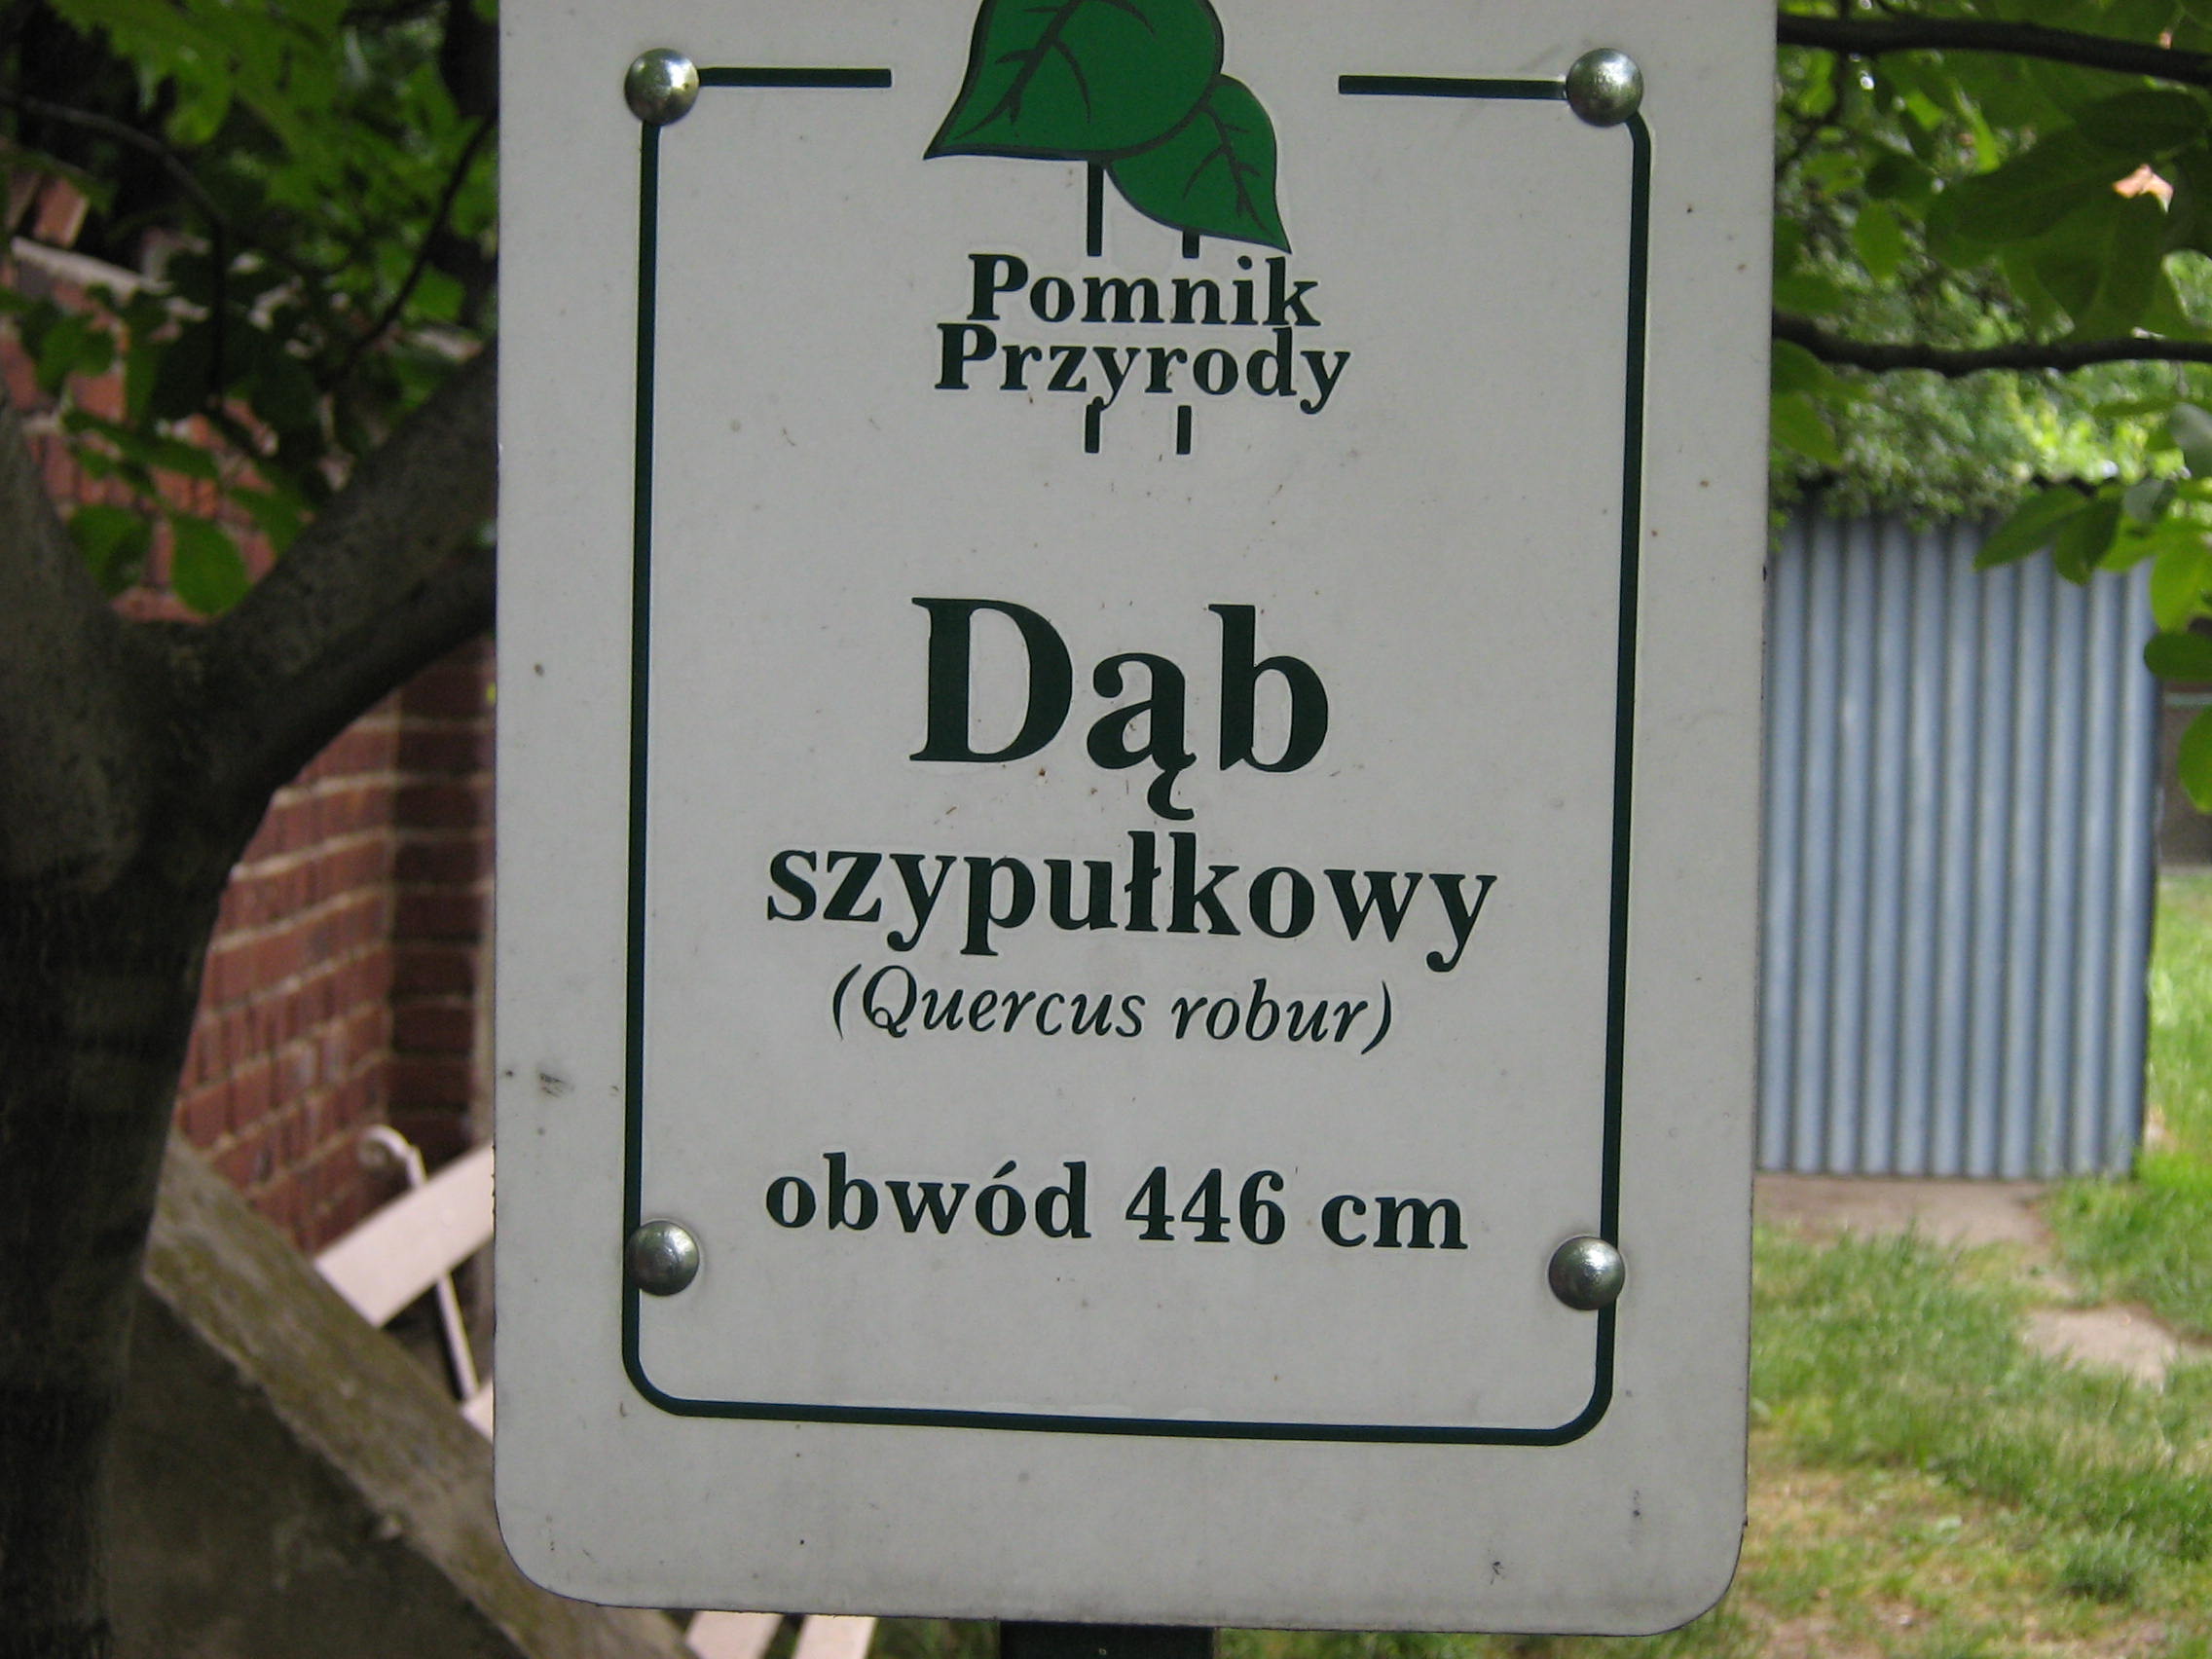 Pomnik
Przyrody
Dąb
szypułkowy
(Quercus robur)
obwód 446 cm